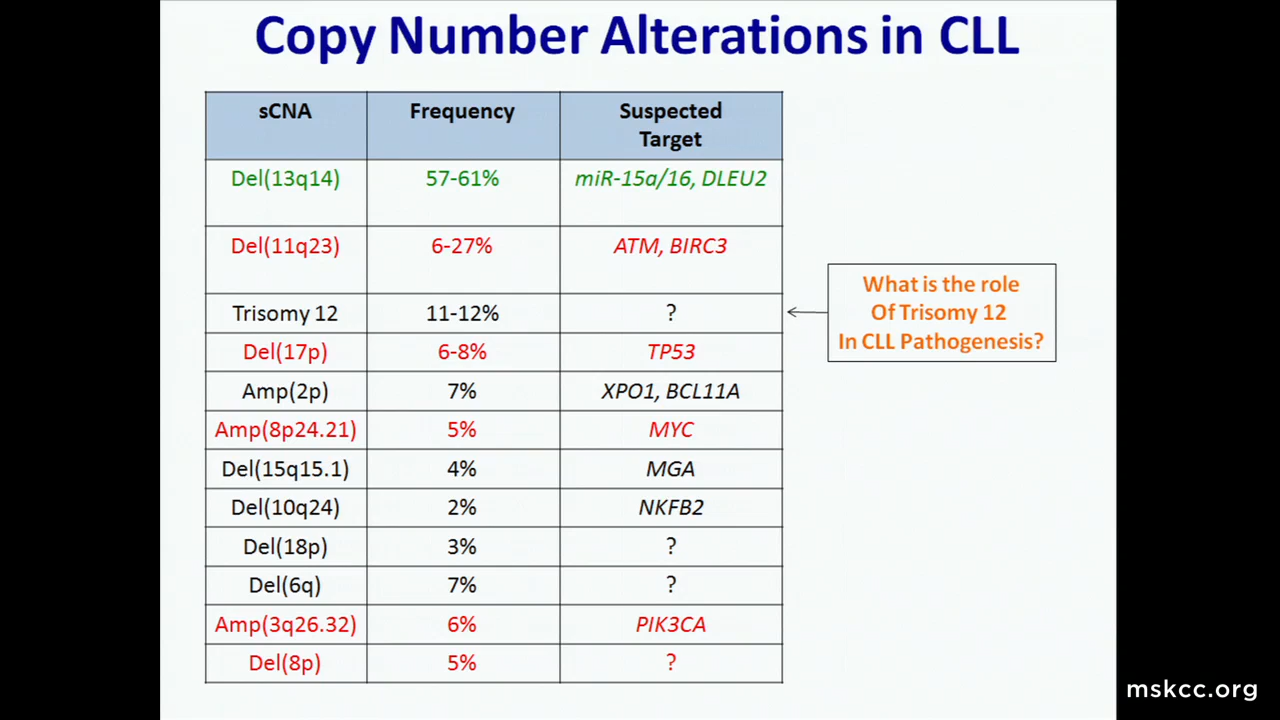 Copy Number Alterations in CLL
sCNA Frequency Suspected
Target
Del(13q14) 57-61% miR-15a/16, DLEU2
Del(11q23) 6-27% ATM, BIRC3
Trisomy 12 11-12% ?
Del(17p) 6-8% TP53
Amp(2p) 7% XPO1, BCL11A
Amp(8p24.21) 5% MYC
Del(15q15.1) 4% MGA
Del(10q24) 2% NKFB2
Del(18p) 3% ?
Del(6q) 7% ?
Amp(3q26.32) 6% PIK3CA
Del(8p) 5% ?
What is the role
Of Trisomy 12
In CLL Pathogenesis?
mskcc.org